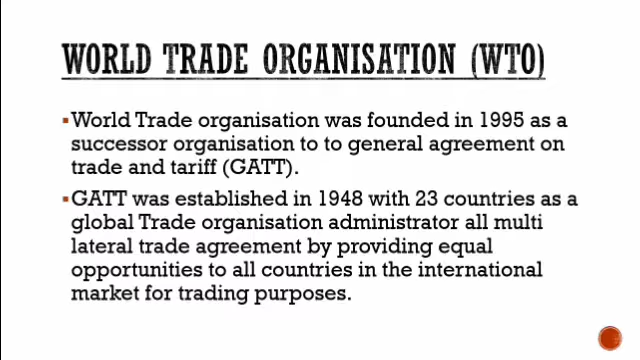 WORLD TRADE ORGANISATION (WTO)
▪World Trade organisation was founded in 1995 as a
successor organisation to to general agreement on
trade and tariff (GATT).
▪GATT was established in 1948 with 23 countries as a
global Trade organisation administrator all multi
lateral trade agreement by providing equal
opportunities to all countries in the international
market for trading purposes.